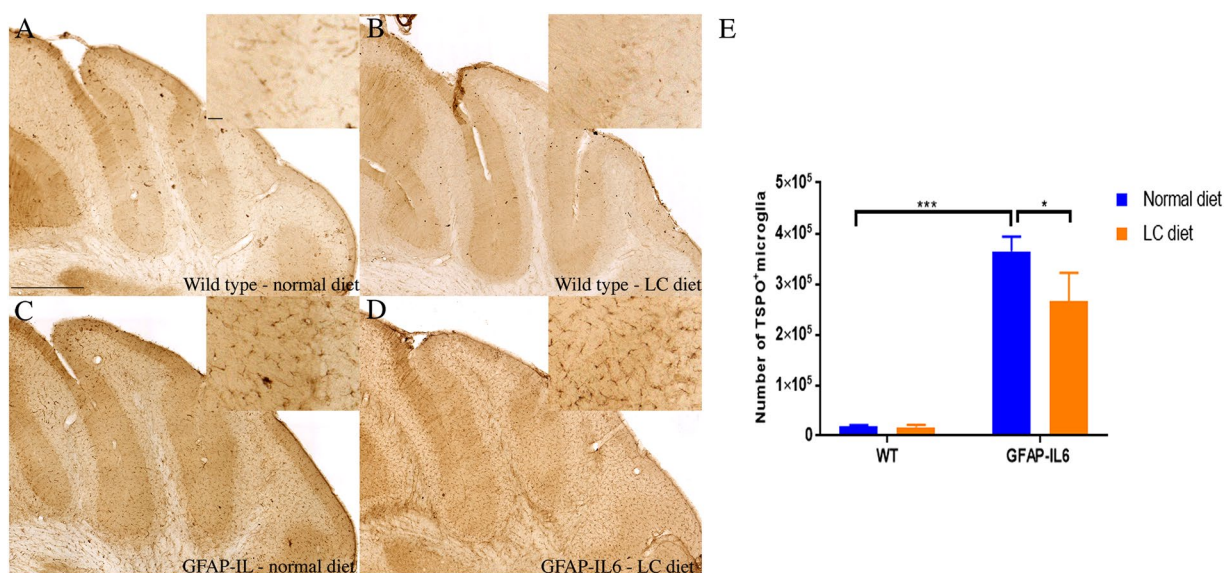 A
B
E
Wild type - normal diet
Wild type - LC diet
C
D
GFAP-IL - normal diet
GFAP-IL6 - LC diet
Number of TSPO⁺microglia
5×10⁵
4×10⁵
3×10⁵
2×10⁵
1×10⁵
0
***
*
WT
GFAP-IL6
Normal diet
LC diet